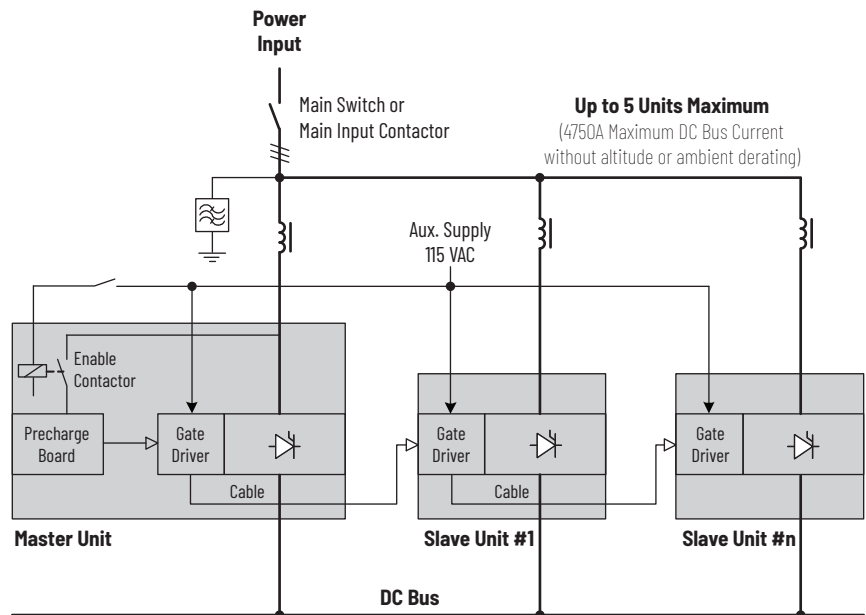 Power
Input
Main Switch or
Main Input Contactor
Up to 5 Units Maximum
(4750A Maximum DC Bus Current
without altitude or ambient derating)
Aux. Supply
115 VAC
Enable
Contactor
Precharge
Board
Gate
Driver
Gate
Driver
Gate
Driver
Cable
Cable
Master Unit
Slave Unit #1
Slave Unit #n
DC Bus